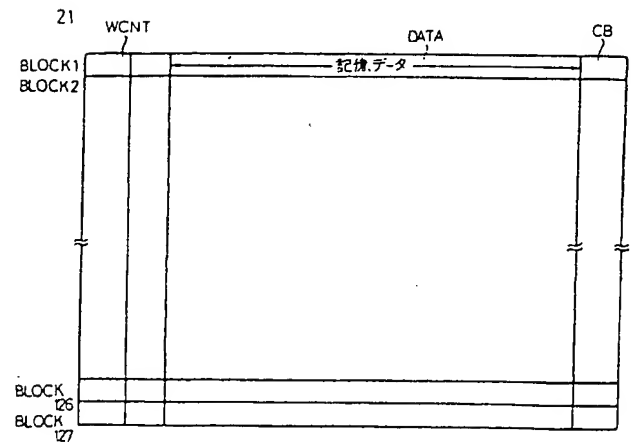 21
WCNT
DATA
CB
BLOCK1
記憶データ
BLOCK2
BLOCK
126
BLOCK
127